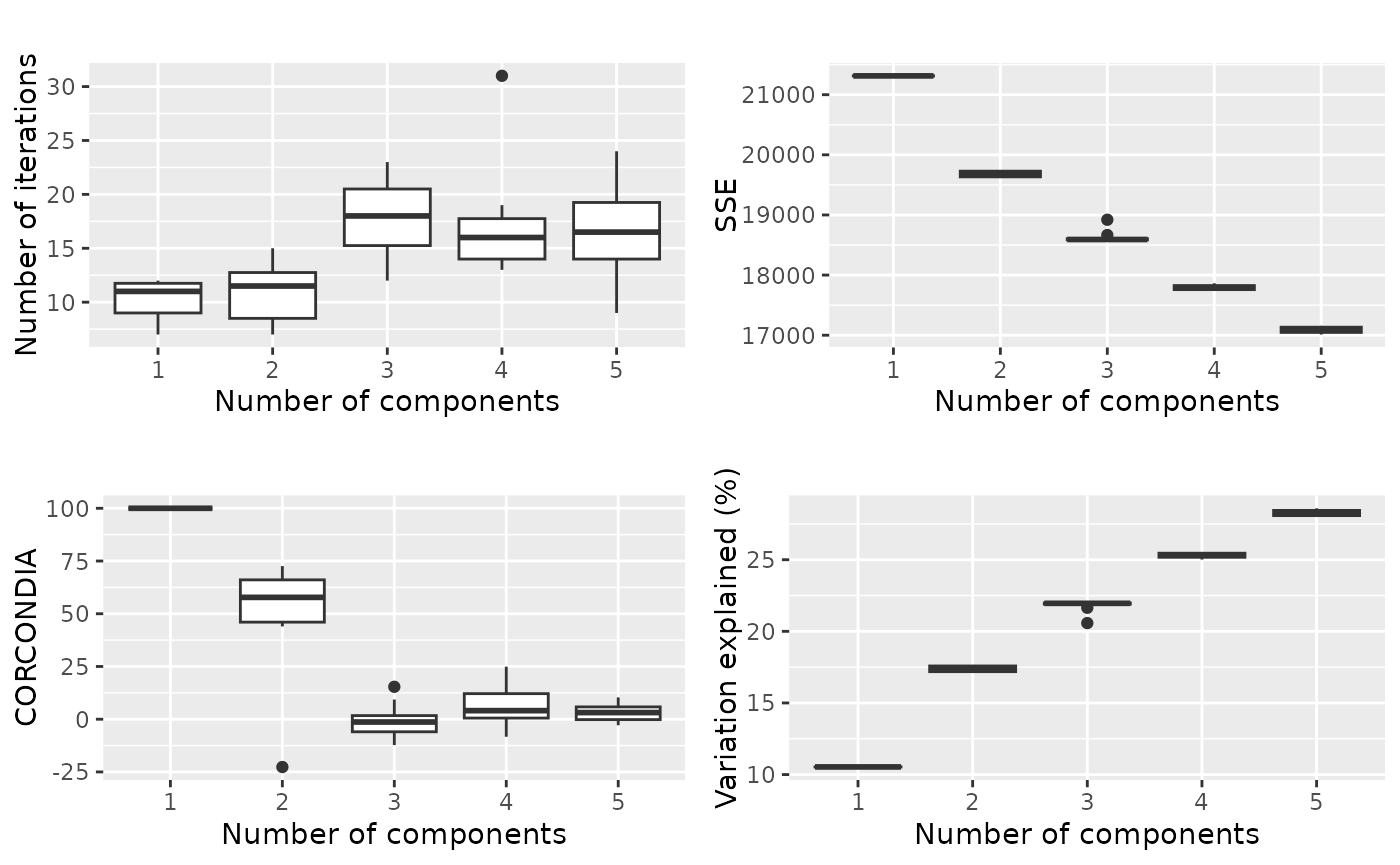 Number of iterations
30
25
20
15
10
1 2 3 4 5
Number of components
SSE
21000
20000
19000
18000
17000
1 2 3 4 5
Number of components
CORCONDIA
100
75
50
25
0
-25
1 2 3 4 5
Number of components
Variation explained (%)
25
20
15
10
1 2 3 4 5
Number of components